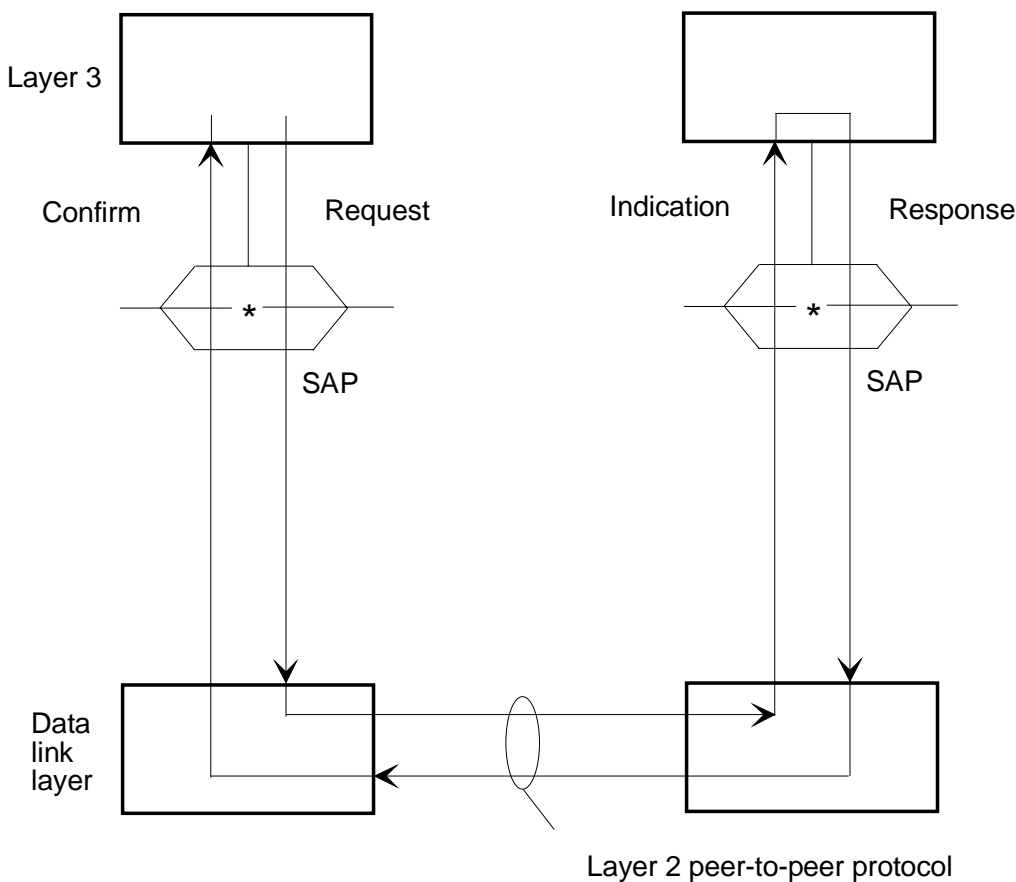 Layer 3
Confirm
Request
Indication
Response
*
*
SAP
SAP
Data
link
layer
Layer 2 peer-to-peer protocol